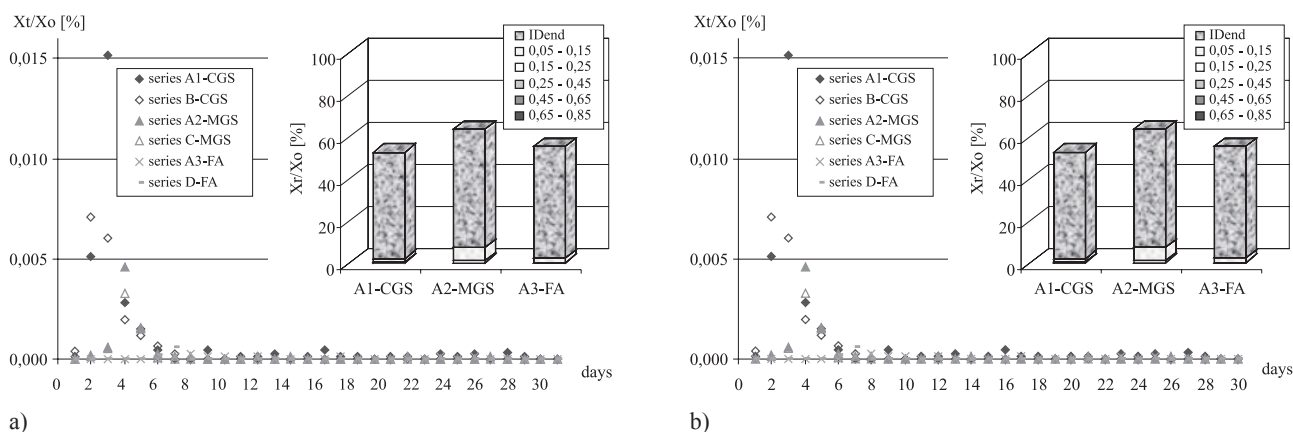 Xt/Xo [%]
0,015
0,010
0,005
0,000
0 2 4 6 8 10 12 14 16 18 20 22 24 26 28 30
days
series A1-CGS
series B-CGS
series A2-MGS
series C-MGS
series A3-FA
series D-FA
Xr/Xo [%]
100
80
60
40
20
0
A1-CGS A2-MGS A3-FA
IDend
0,05 - 0,15
0,15 - 0,25
0,25 - 0,45
0,45 - 0,65
0,65 - 0,85
a)
Xt/Xo [%]
0,015
0,010
0,005
0,000
0 2 4 6 8 10 12 14 16 18 20 22 24 26 28 30
days
series A1-CGS
series B-CGS
series A2-MGS
series C-MGS
series A3-FA
series D-FA
Xr/Xo [%]
100
80
60
40
20
0
A1-CGS A2-MGS A3-FA
IDend
0,05 - 0,15
0,15 - 0,25
0,25 - 0,45
0,45 - 0,65
0,65 - 0,85
b)